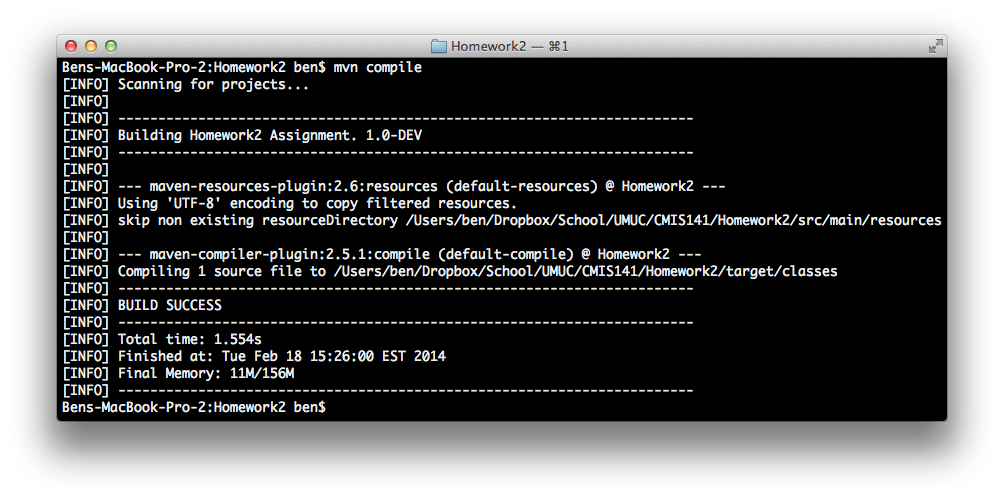 Homework2 — ⌘1
Bens-MacBook-Pro-2:Homework2 ben$ mvn compile
[INFO] Scanning for projects...
[INFO]
[INFO] ------------------------------------------------------------------------
[INFO] Building Homework2 Assignment. 1.0-DEV
[INFO] ------------------------------------------------------------------------
[INFO]
[INFO] --- maven-resources-plugin:2.6:resources (default-resources) @ Homework2 ---
[INFO] Using 'UTF-8' encoding to copy filtered resources.
[INFO] skip non existing resourceDirectory /Users/ben/Dropbox/School/UMUC/CMIS141/Homework2/src/main/resources
[INFO]
[INFO] --- maven-compiler-plugin:2.5.1:compile (default-compile) @ Homework2 ---
[INFO] Compiling 1 source file to /Users/ben/Dropbox/School/UMUC/CMIS141/Homework2/target/classes
[INFO] ------------------------------------------------------------------------
[INFO] BUILD SUCCESS
[INFO] ------------------------------------------------------------------------
[INFO] Total time: 1.554s
[INFO] Finished at: Tue Feb 18 15:26:00 EST 2014
[INFO] Final Memory: 11M/156M
[INFO] ------------------------------------------------------------------------
Bens-MacBook-Pro-2:Homework2 ben$